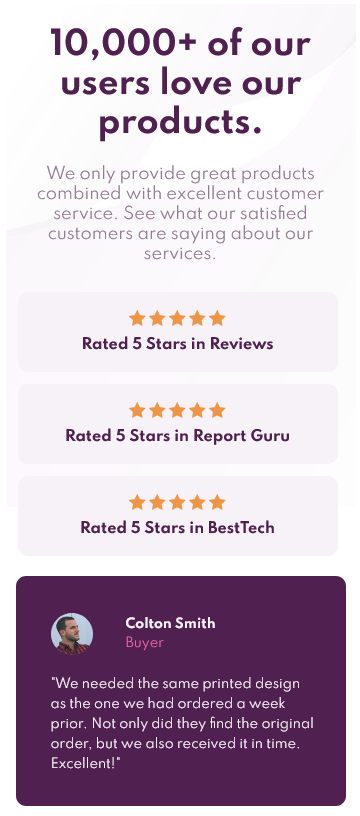 10,000+ of our
users love our
products.
We only provide great products
combined with excellent customer
service. See what our satisfied
customers are saying about our
services.
Rated 5 Stars in Reviews
Rated 5 Stars in Report Guru
Rated 5 Stars in BestTech
Colton Smith
Buyer
"We needed the same printed design
as the one we had ordered a week
prior. Not only did they find the original
order, but we also received it in time.
Excellent!"